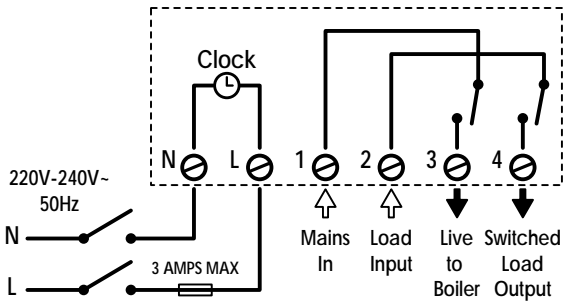 Clock
N L 1 2 3 4
220V-240V~
50Hz
N
L
3 AMPS MAX
Mains
In
Load
Input
Live
to
Boiler
Switched
Load
Output